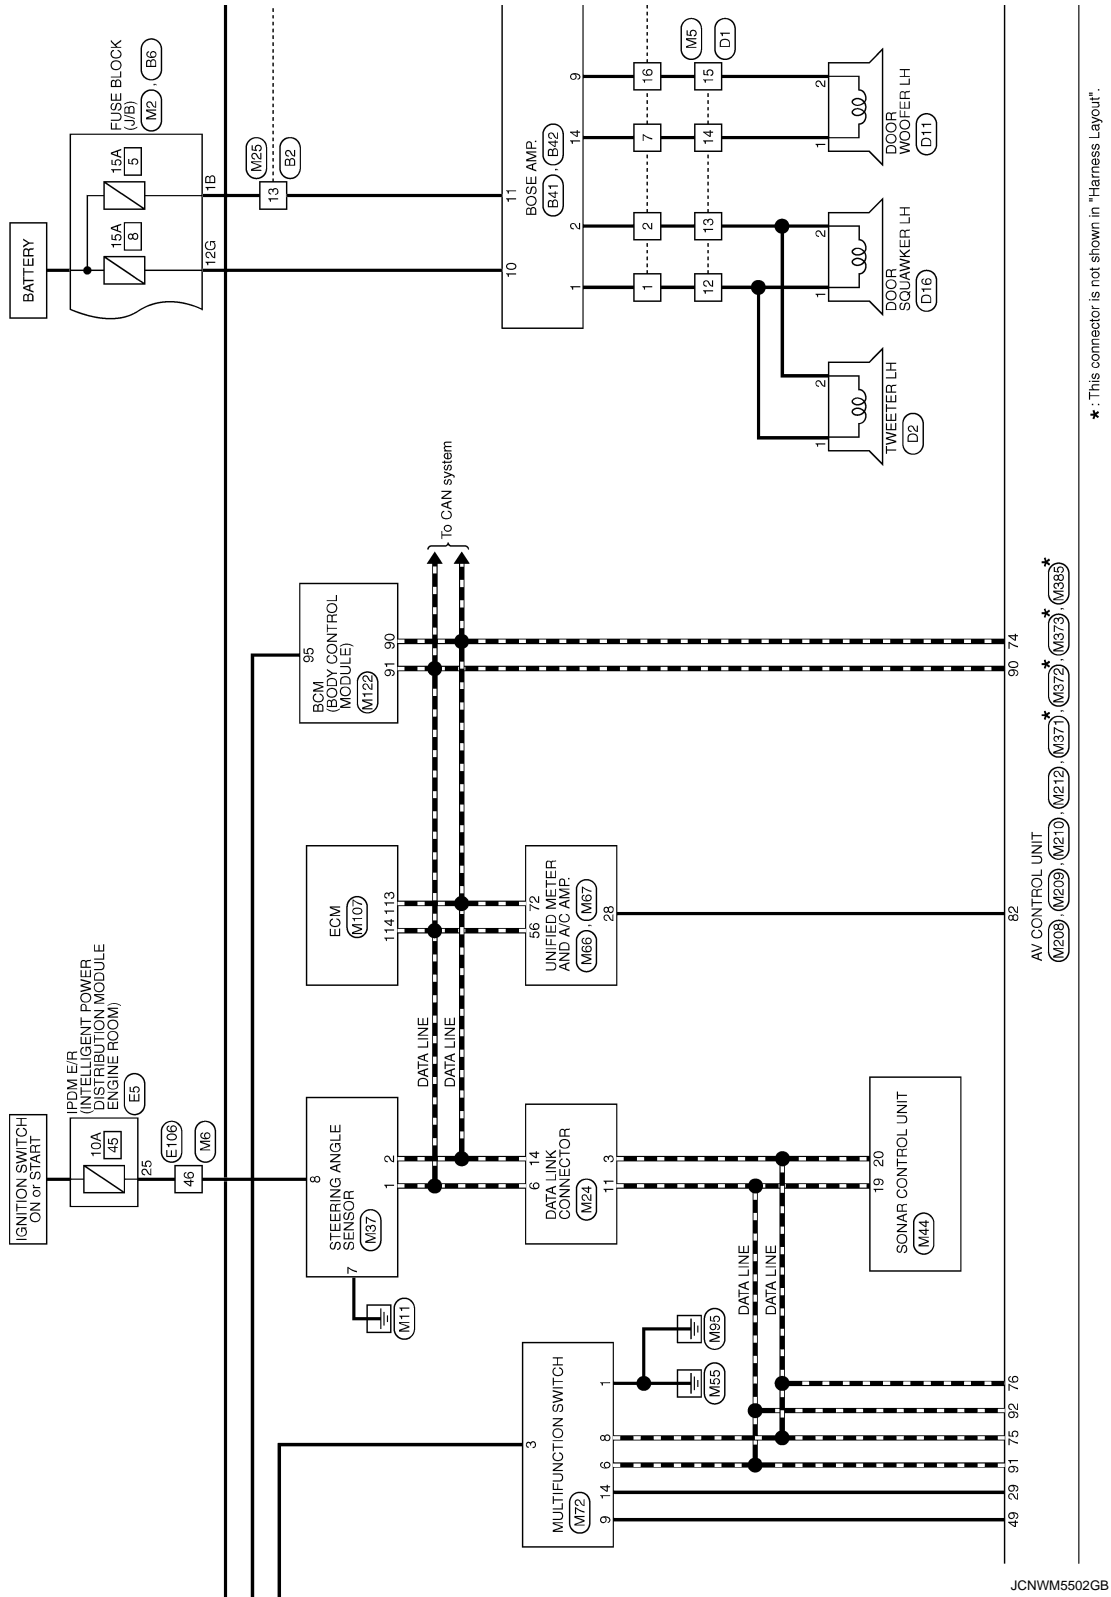 IGNITION SWITCH
ON or START
IPDM E/R
(INTELLIGENT POWER
DISTRIBUTION MODULE
ENGINE ROOM)
E5
10A
45
25
E106
M6
46
BATTERY
FUSE BLOCK
(J/B)
M2 , B6
15A
8
15A
5
12G
1B
M25
B2
13
8
STEERING ANGLE
SENSOR
M37
7
1
2
M11
ECM
M107
114
113
95
BCM
(BODY CONTROL
MODULE)
M122
91
90
DATA LINE
DATA LINE
To CAN system
10
11
BOSE AMP.
B41 , B42
1
2
14
9
3
MULTIFUNCTION SWITCH
M72
9
14
6
8
1
M55
M95
6
14
DATA LINK
CONNECTOR
M24
11
3
56
72
UNIFIED METER
AND A/C AMP.
M66 , M67
28
1
2
7
16
M5
D1
12
13
14
15
DATA LINE
DATA LINE
19
20
SONAR CONTROL UNIT
M44
1
2
TWEETER LH
D2
1
2
DOOR
SQUAWKER LH
D16
1
2
DOOR
WOOFER LH
D11
49
29
91
75
92
76
82
90
74
AV CONTROL UNIT
M208 , M209 , M210 , M212 , M371* , M372* , M373* , M385*
* : This connector is not shown in "Harness Layout".
JCNWM5502GB